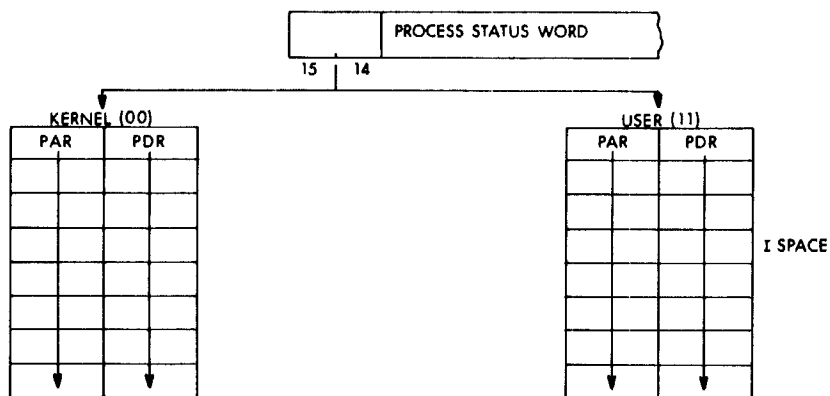 PROCESS STATUS WORD
15 14
KERNEL (00)
USER (11)
PAR PDR
PAR PDR
I SPACE